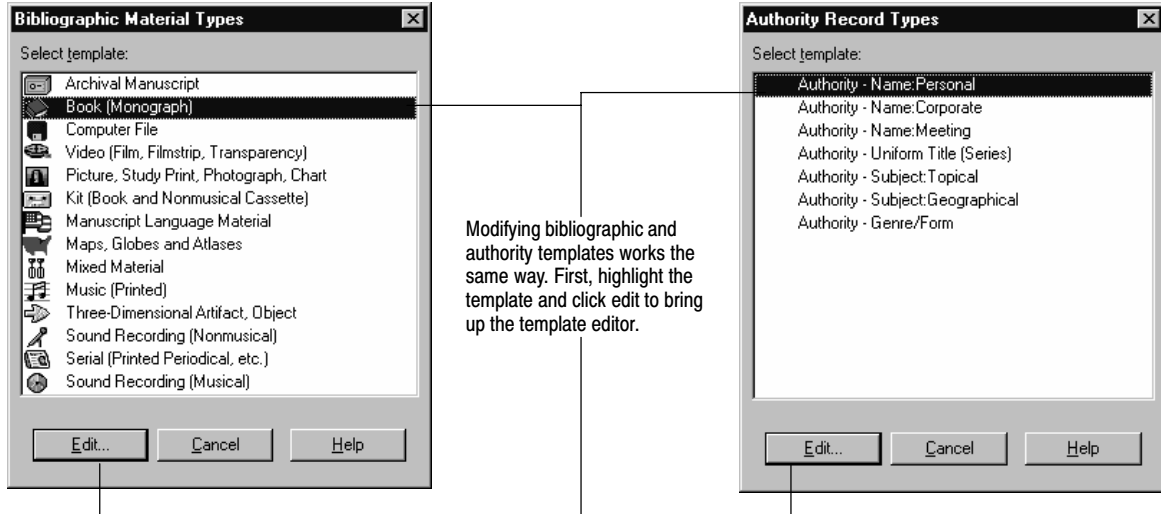 Bibliographic Material Types
Select template:
Archival Manuscript
Book (Monograph)
Computer File
Video (Film, Filmstrip, Transparency)
Picture, Study Print, Photograph, Chart
Kit (Book and Nonmusical Cassette)
Manuscript Language Material
Maps, Globes and Atlases
Mixed Material
Music (Printed)
Three-Dimensional Artifact, Object
Sound Recording (Nonmusical)
Serial (Printed Periodical, etc.)
Sound Recording (Musical)
Edit...
Cancel
Help
Modifying bibliographic and
authority templates works the
same way. First, highlight the
template and click edit to bring
up the template editor.
Authority Record Types
Select template:
Authority - Name:Personal
Authority - Name:Corporate
Authority - Name:Meeting
Authority - Uniform Title (Series)
Authority - Subject:Topical
Authority - Subject:Geographical
Authority - Genre/Form
Edit...
Cancel
Help